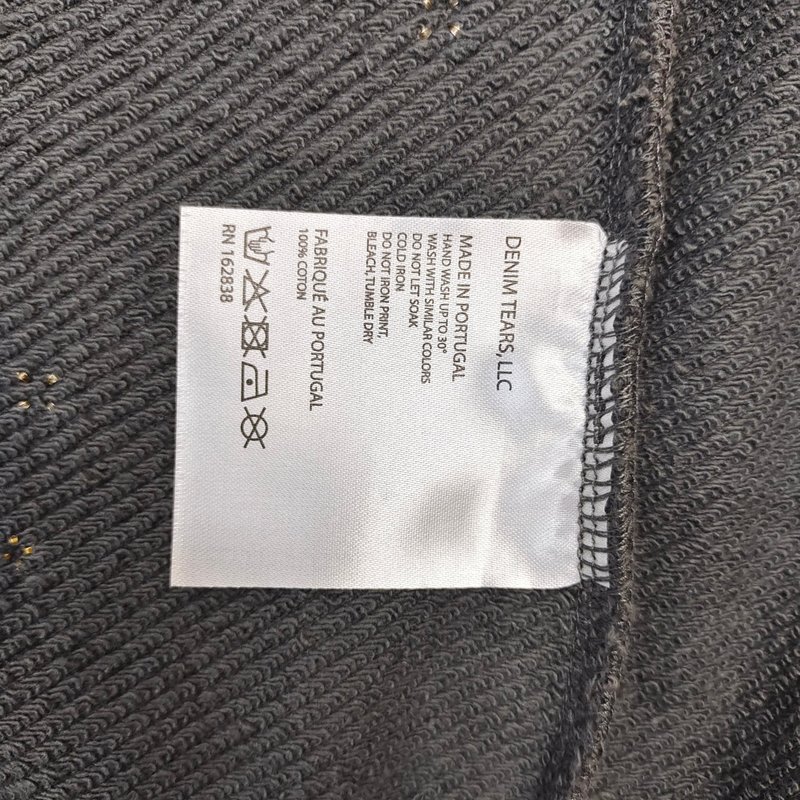 DENIM TEARS, LLC
MADE IN PORTUGAL
HAND WASH UP TO 30°
WASH WITH SIMILAR COLORS
DO NOT LET SOAK
COLD IRON
DO NOT IRON PRINT,
BLEACH, TUMBLE DRY
FABRIQUÉ AU PORTUGAL
100% COTON
RN 162838